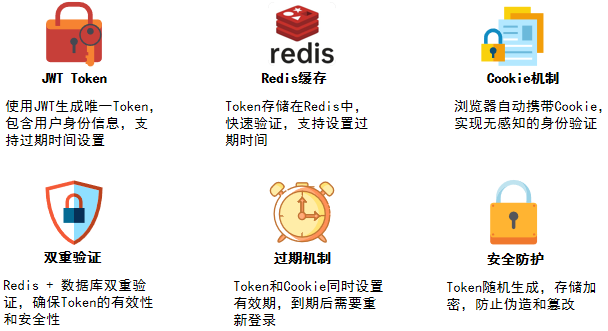 redis
JWT Token
Redis缓存
Cookie机制
使用JWT生成唯一Token,
包含用户身份信息, 支
持过期时间设置
Token存储在Redis中,
快速验证, 支持设置过
期时间
浏览器自动携带Cookie,
实现无感知的身份验证
双重验证
过期机制
安全防护
Redis + 数据库双重验
证, 确保Token的有效性
和安全性
Token和Cookie同时设置
有效期, 到期后需要重
新登录
Token随机生成, 存储加
密, 防止伪造和篡改